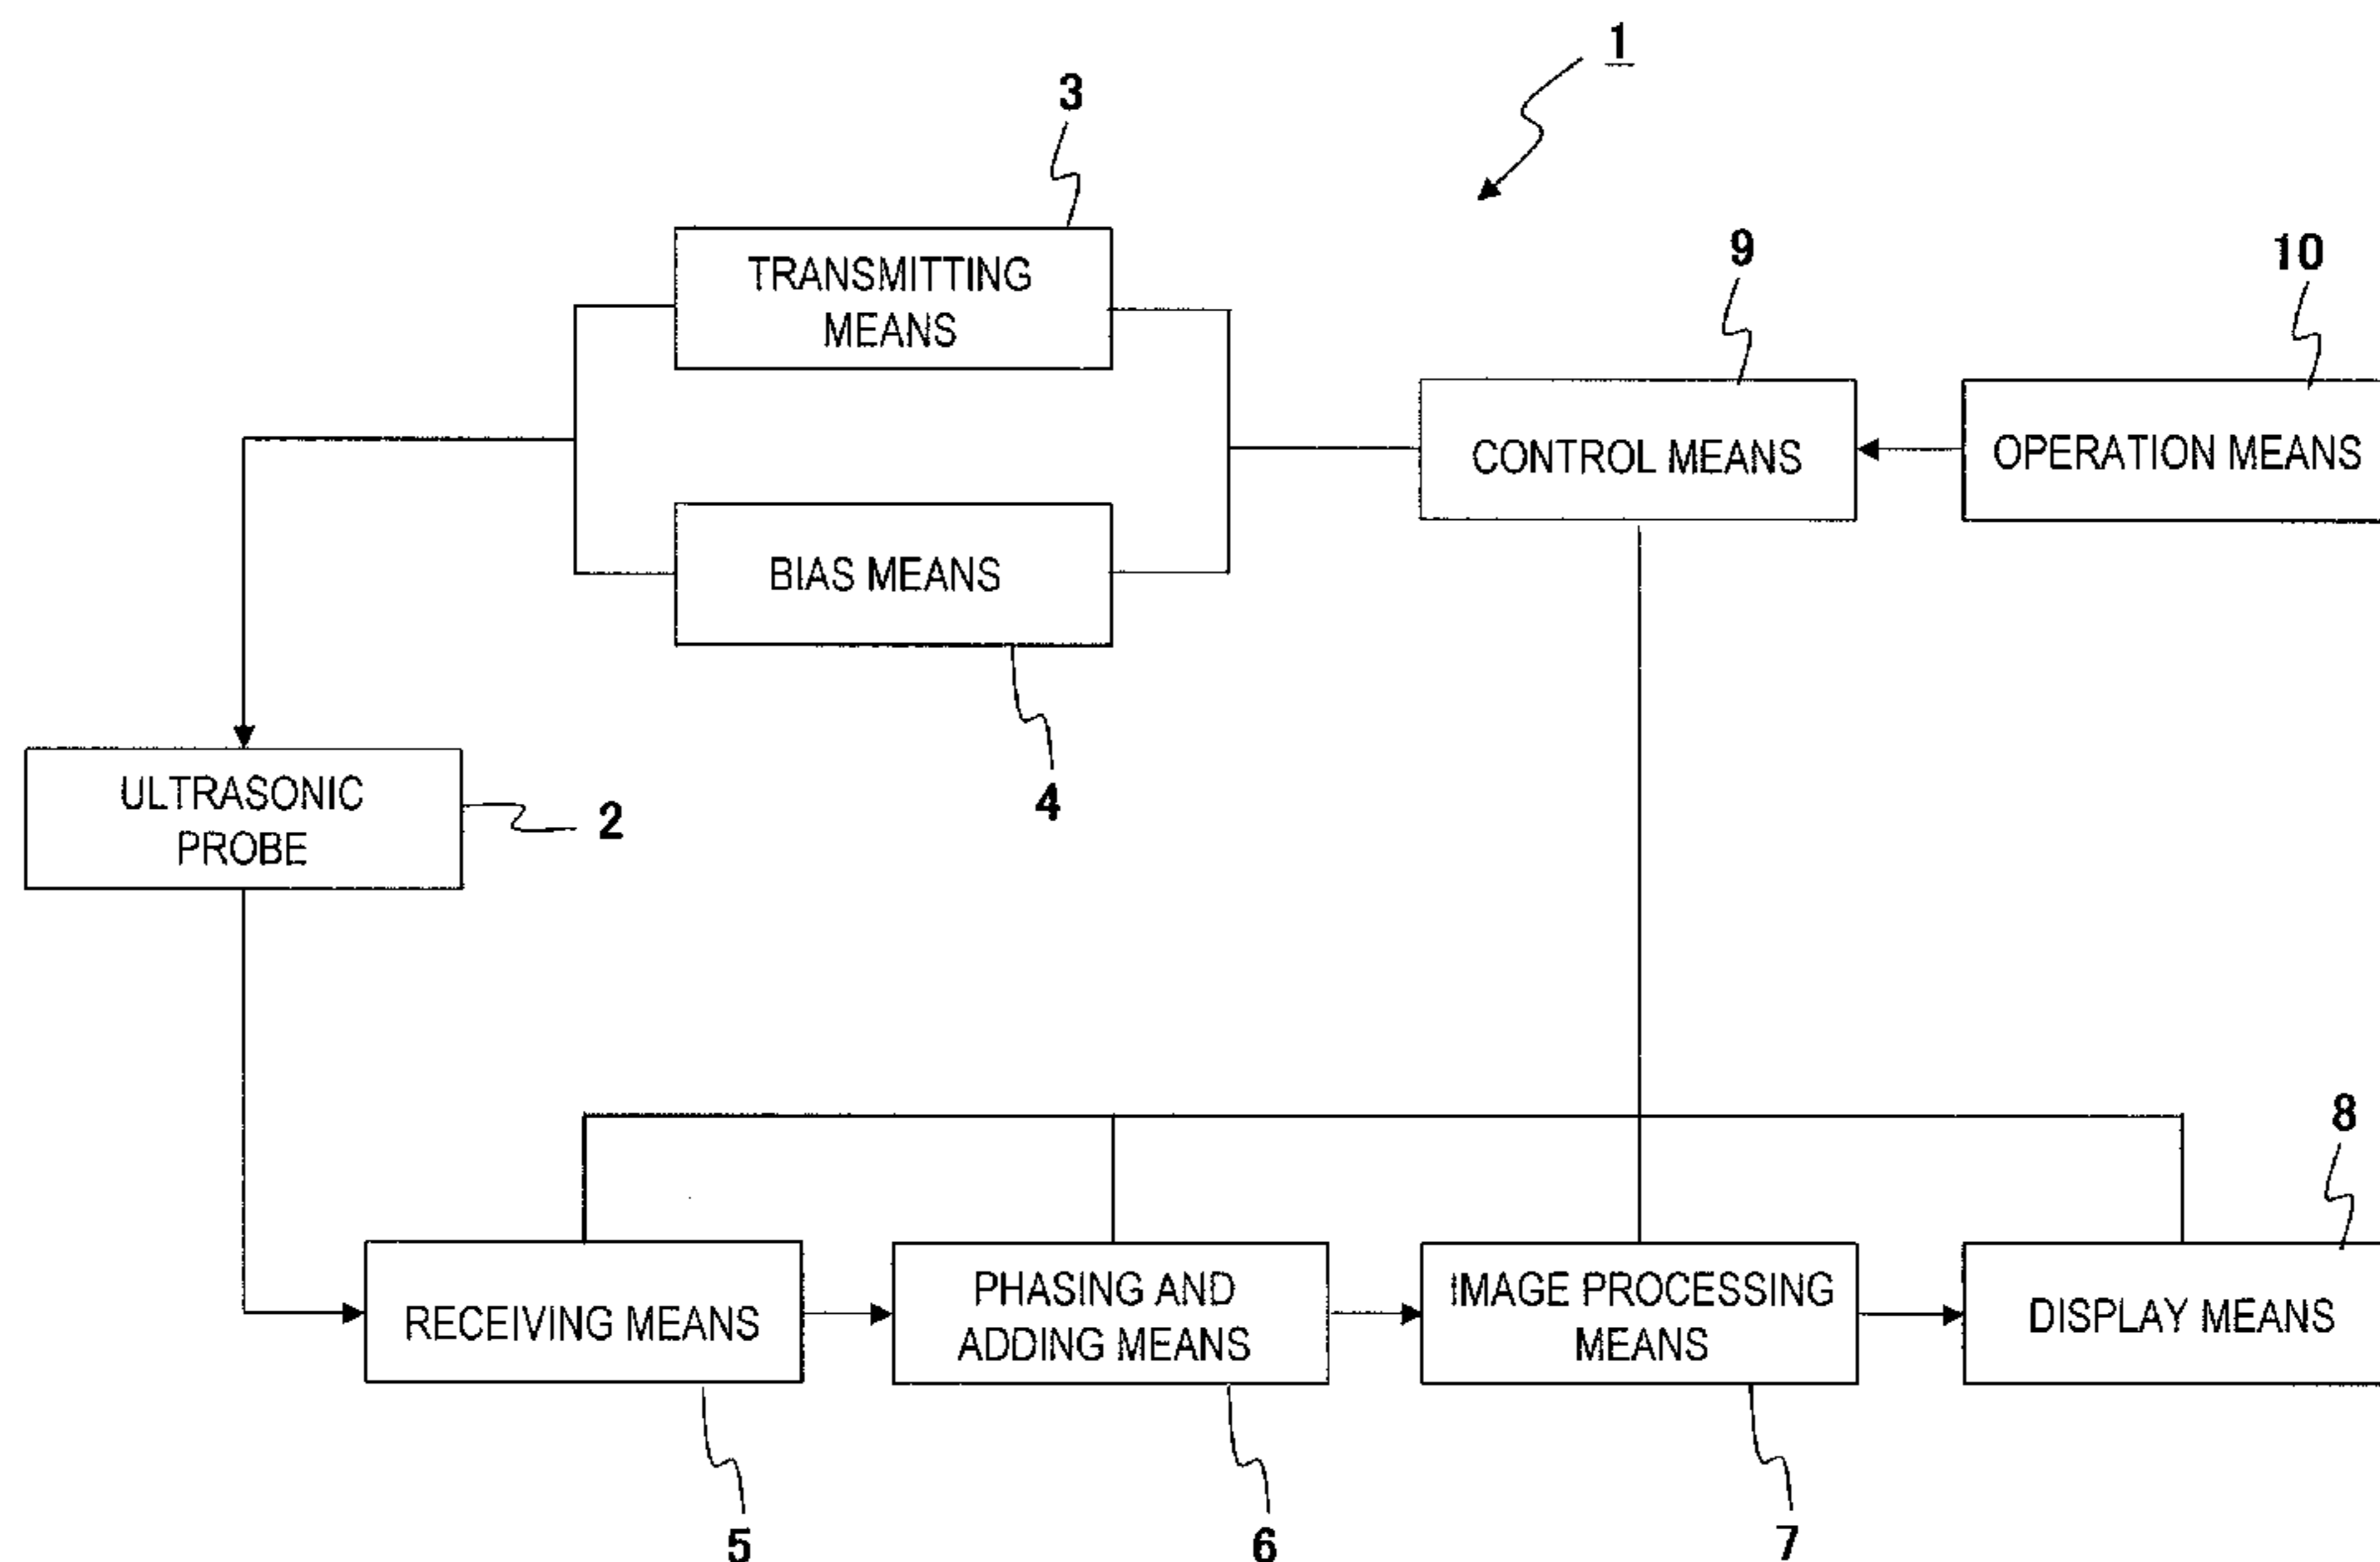 1
3
TRANSMITTING
MEANS
9
10
CONTROL MEANS
OPERATION MEANS
BIAS MEANS
4
ULTRASONIC
PROBE
2
8
RECEIVING MEANS
PHASING AND
ADDING MEANS
IMAGE PROCESSING
MEANS
DISPLAY MEANS
5
6
7